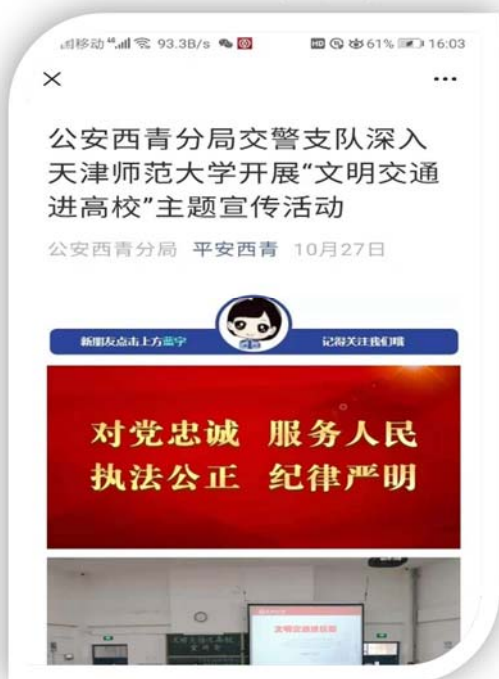 移动 4G 93.3B/s HD 61% 16:03
公安西青分局交警支队深入
天津师范大学开展“文明交通
进高校”主题宣传活动
公安西青分局 平安西青 10月27日
新朋友点击上方蓝字 记得关注我们哦
对党忠诚 服务人民
执法公正 纪律严明
文明交通进校园